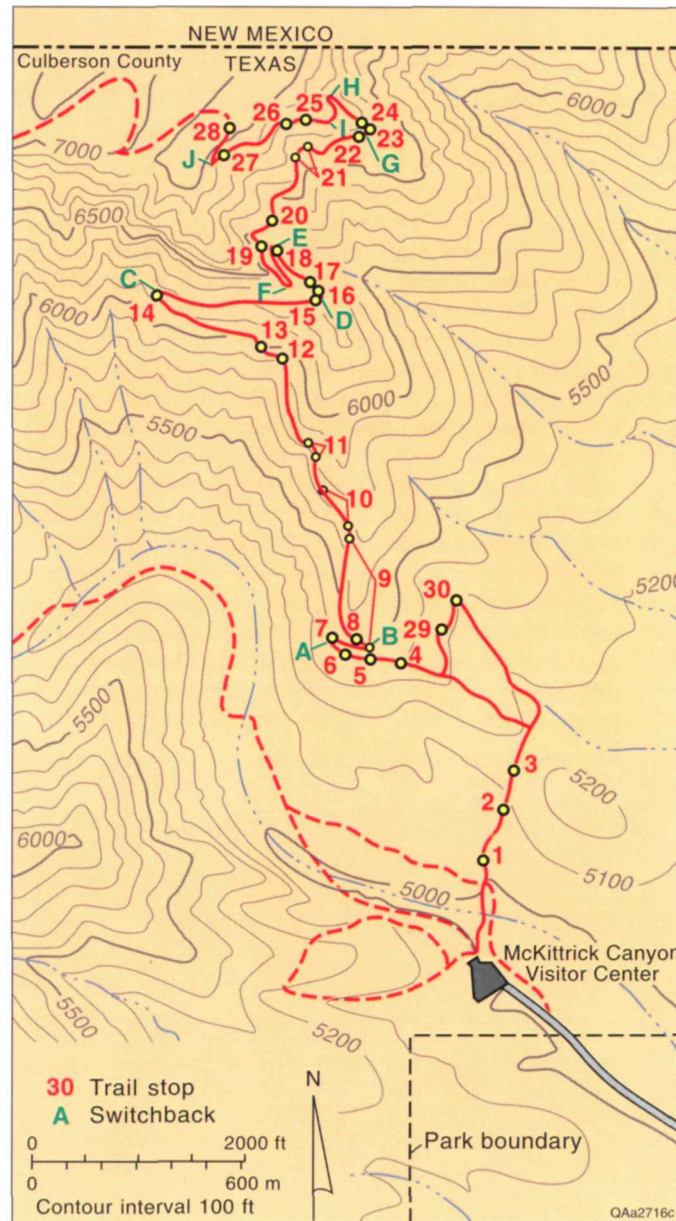 NEW MEXICO
Culberson County
TEXAS
H
6000
25
24
26
28
I
23
7000
22
G
J
27
21
6500
20
E
19
18
17
C
F
16
6000
14
15
D
13
12
5500
6000
5500
11
10
9
5200
30
7
8
29
A
B
6
5
4
5500
3
5200
2
6000
1
5100
5000
McKittrick Canyon
Visitor Center
5500
5200
30 Trail stop
A Switchback
N
0 2000 ft
0 600 m
Contour interval 100 ft
Park boundary
QAa2716c